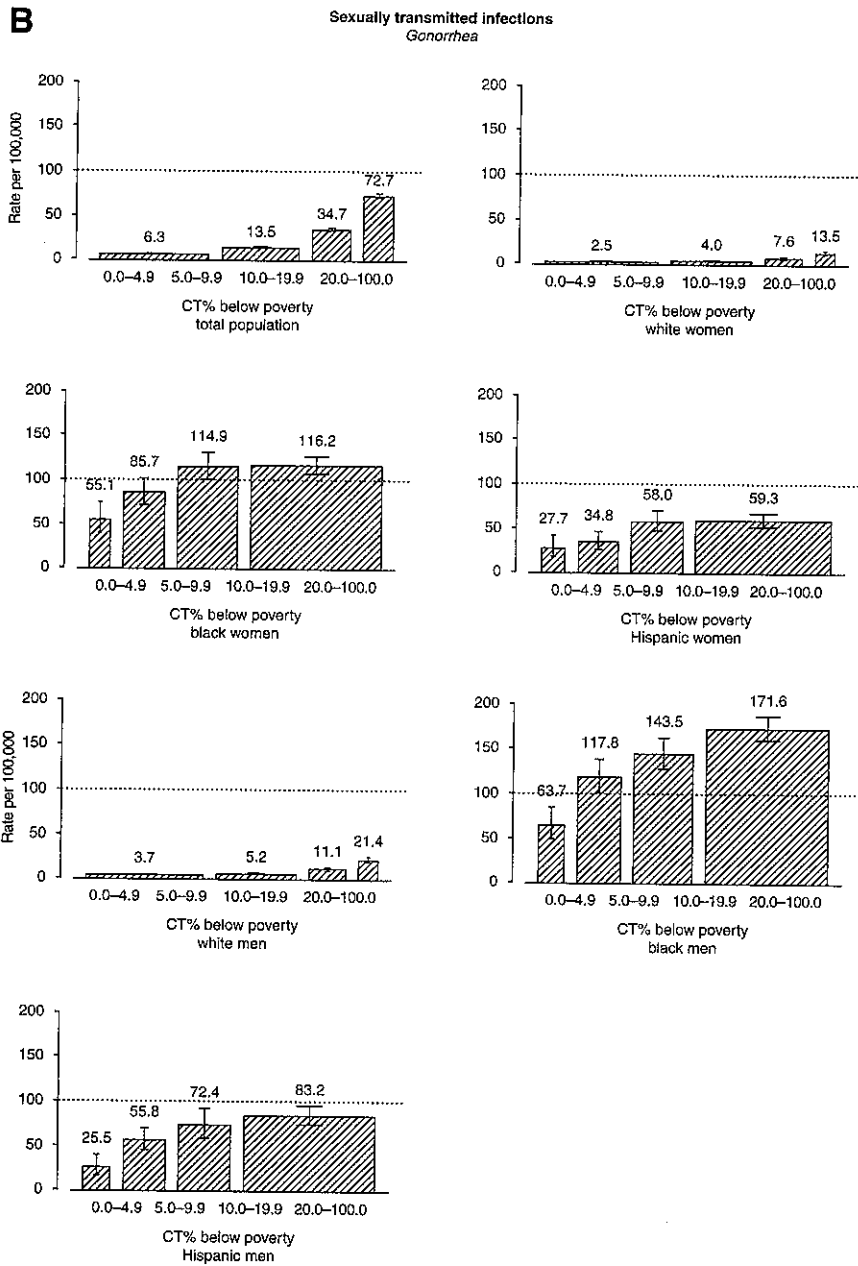 B
Sexually transmitted infections
Gonorrhea
200
150
100
50
0
Rate per 100,000
6.3
13.5
34.7
72.7
0.0–4.9 5.0–9.9 10.0–19.9 20.0–100.0
CT% below poverty
total population
200
150
100
50
0
2.5
4.0
7.6
13.5
0.0–4.9 5.0–9.9 10.0–19.9 20.0–100.0
CT% below poverty
white women
200
150
100
50
0
55.1
85.7
114.9
116.2
0.0–4.9 5.0–9.9 10.0–19.9 20.0–100.0
CT% below poverty
black women
200
150
100
50
0
27.7
34.8
58.0
59.3
0.0–4.9 5.0–9.9 10.0–19.9 20.0–100.0
CT% below poverty
Hispanic women
200
150
100
50
0
Rate per 100,000
3.7
5.2
11.1
21.4
0.0–4.9 5.0–9.9 10.0–19.9 20.0–100.0
CT% below poverty
white men
200
150
100
50
0
63.7
117.8
143.5
171.6
0.0–4.9 5.0–9.9 10.0–19.9 20.0–100.0
CT% below poverty
black men
200
150
100
50
0
25.5
55.8
72.4
83.2
0.0–4.9 5.0–9.9 10.0–19.9 20.0–100.0
CT% below poverty
Hispanic men